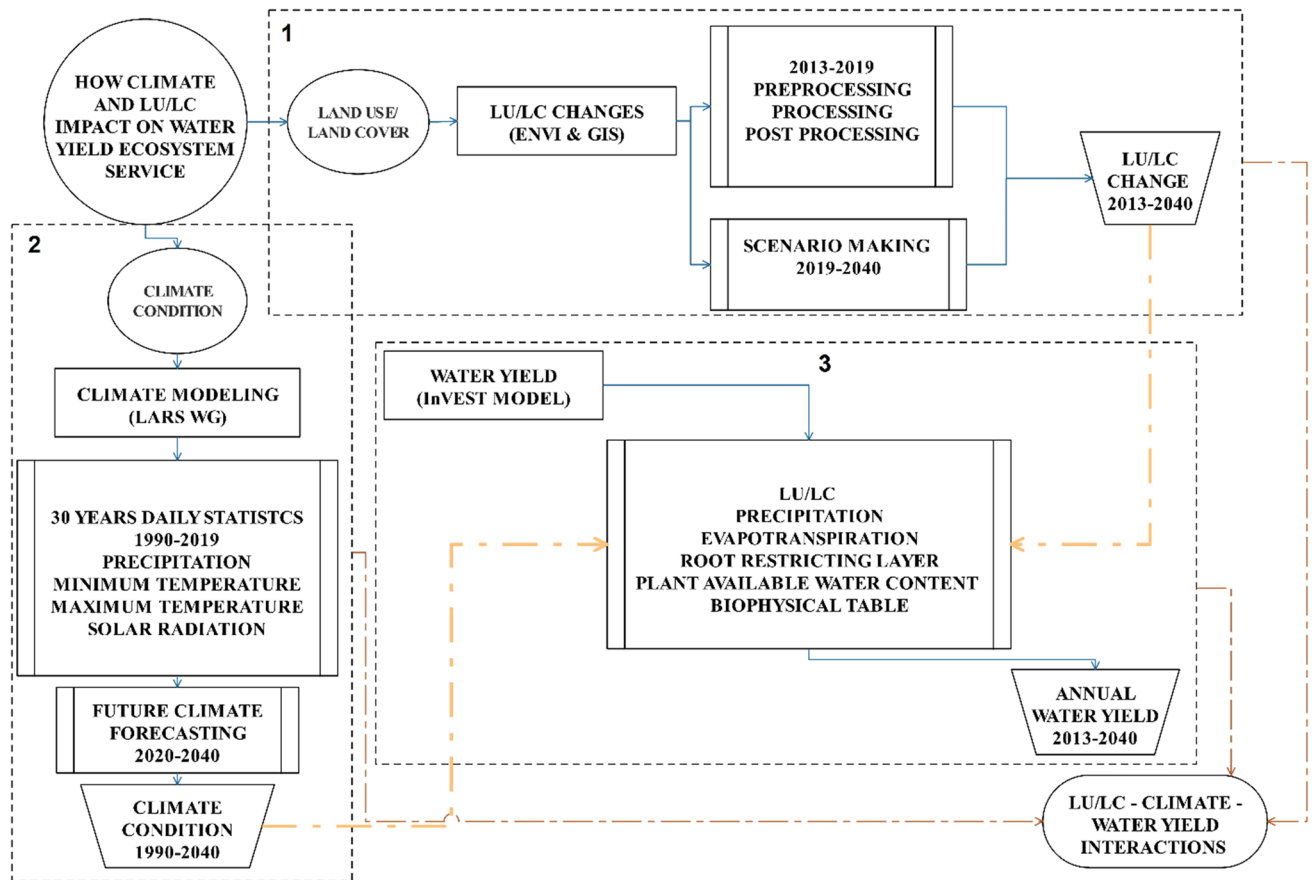 HOW CLIMATE
AND LU/LC
IMPACT ON WATER
YIELD ECOSYSTEM
SERVICE
1
LAND USE/
LAND COVER
LU/LC CHANGES
(ENVI & GIS)
2013-2019
PREPROCESSING
PROCESSING
POST PROCESSING
SCENARIO MAKING
2019-2040
LU/LC
CHANGE
2013-2040
2
CLIMATE
CONDITION
CLIMATE MODELING
(LARS WG)
30 YEARS DAILY STATISTCS
1990-2019
PRECIPITATION
MINIMUM TEMPERATURE
MAXIMUM TEMPERATURE
SOLAR RADIATION
FUTURE CLIMATE
FORECASTING
2020-2040
CLIMATE
CONDITION
1990-2040
3
WATER YIELD
(InVEST MODEL)
LU/LC
PRECIPITATION
EVAPOTRANSPIRATION
ROOT RESTRICTING LAYER
PLANT AVAILABLE WATER CONTENT
BIOPHYSICAL TABLE
ANNUAL
WATER YIELD
2013-2040
LU/LC - CLIMATE -
WATER YIELD
INTERACTIONS